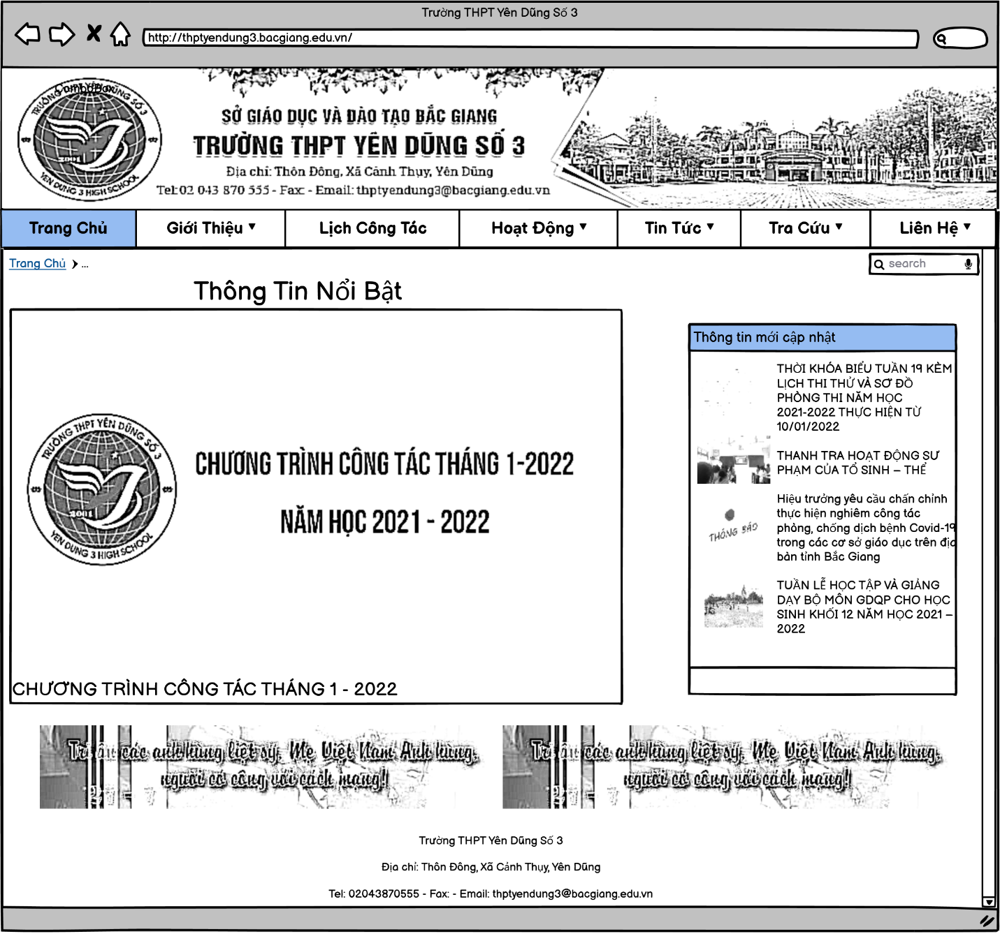 Trường THPT Yên Dũng Số 3
http://thptyendung3.bacgiang.edu.vn/
ComboBox
TRƯỜNG THPT YÊN DŨNG SỐ 3
2001
YEN DUNG 3 HIGH SCHOOL
SỞ GIÁO DỤC VÀ ĐÀO TẠO BẮC GIANG
TRƯỜNG THPT YÊN DŨNG SỐ 3
Địa chỉ: Thôn Đông, Xã Cảnh Thụy, Yên Dũng
Tel:02 043 870 555 - Fax: - Email: thptyendung3@bacgiang.edu.vn
Trang Chủ
Giới Thiệu
Lịch Công Tác
Hoạt Động
Tin Tức
Tra Cứu
Liên Hệ
Trang Chủ ...
search
Thông Tin Nổi Bật
TRƯỜNG THPT YÊN DŨNG SỐ 3
2001
YEN DUNG 3 HIGH SCHOOL
CHƯƠNG TRÌNH CÔNG TÁC THÁNG 1-2022
NĂM HỌC 2021 - 2022
CHƯƠNG TRÌNH CÔNG TÁC THÁNG 1 - 2022
Thông tin mới cập nhật
THỜI KHÓA BIỂU TUẦN 19 KÈM
LỊCH THI THỬ VÀ SƠ ĐỒ
PHÒNG THI NĂM HỌC
2021-2022 THỰC HIỆN TỪ
10/01/2022
THANH TRA HOẠT ĐỘNG SƯ
PHẠM CỦA TỔ SINH – THỂ
THÔNG BÁO
Hiệu trưởng yêu cầu chấn chỉnh
thực hiện nghiêm công tác
phòng, chống dịch bệnh Covid-19
trong các cơ sở giáo dục trên địa
bàn tỉnh Bắc Giang
TUẦN LỄ HỌC TẬP VÀ GIẢNG
DẠY BỘ MÔN GDQP CHO HỌC
SINH KHỐI 12 NĂM HỌC 2021 –
2022
Tri ân các anh hùng liệt sỹ, Mẹ Việt Nam Anh hùng,
người có công với cách mạng!
Tri ân các anh hùng liệt sỹ, Mẹ Việt Nam Anh hùng,
người có công với cách mạng!
Trường THPT Yên Dũng Số 3
Địa chỉ: Thôn Đông, Xã Cảnh Thụy, Yên Dũng
Tel: 02043870555 - Fax: - Email: thptyendung3@bacgiang.edu.vn